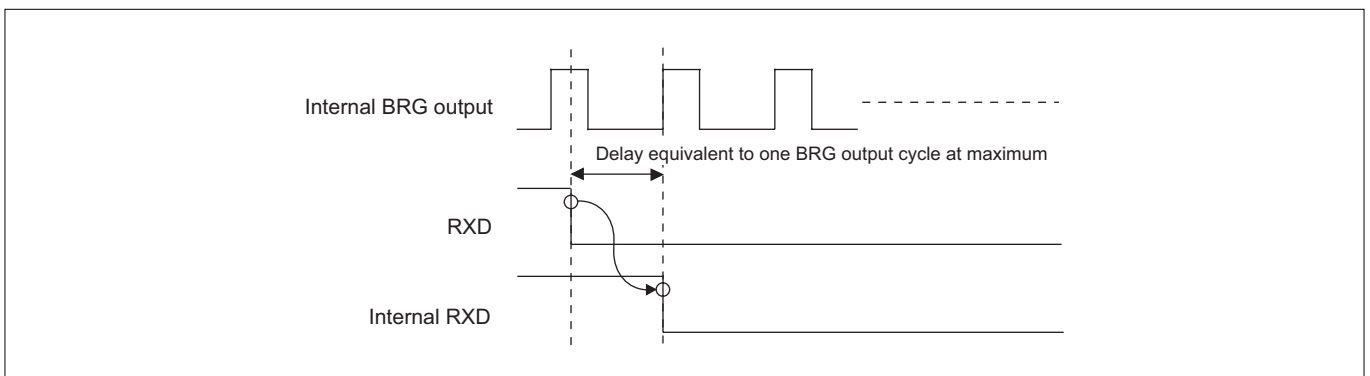 Internal BRG output
Delay equivalent to one BRG output cycle at maximum
RXD
Internal RXD